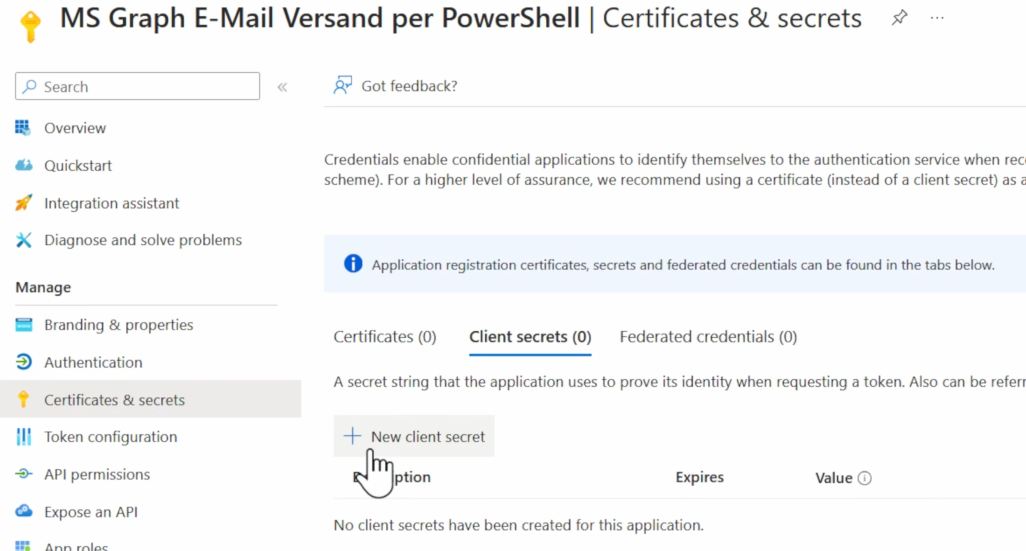 MS Graph E-Mail Versand per PowerShell | Certificates & secrets
Search
Got feedback?
Overview
Quickstart
Integration assistant
Diagnose and solve problems
Manage
Branding & properties
Authentication
Certificates & secrets
Token configuration
API permissions
Expose an API
App roles
Credentials enable confidential applications to identify themselves to the authentication service when
scheme). For a higher level of assurance, we recommend using a certificate (instead of a client secret) as
Application registration certificates, secrets and federated credentials can be found in the tabs below.
Certificates (0) Client secrets (0) Federated credentials (0)
A secret string that the application uses to prove its identity when requesting a token. Also can be
New client secret
Expires Value
No client secrets have been created for this application.